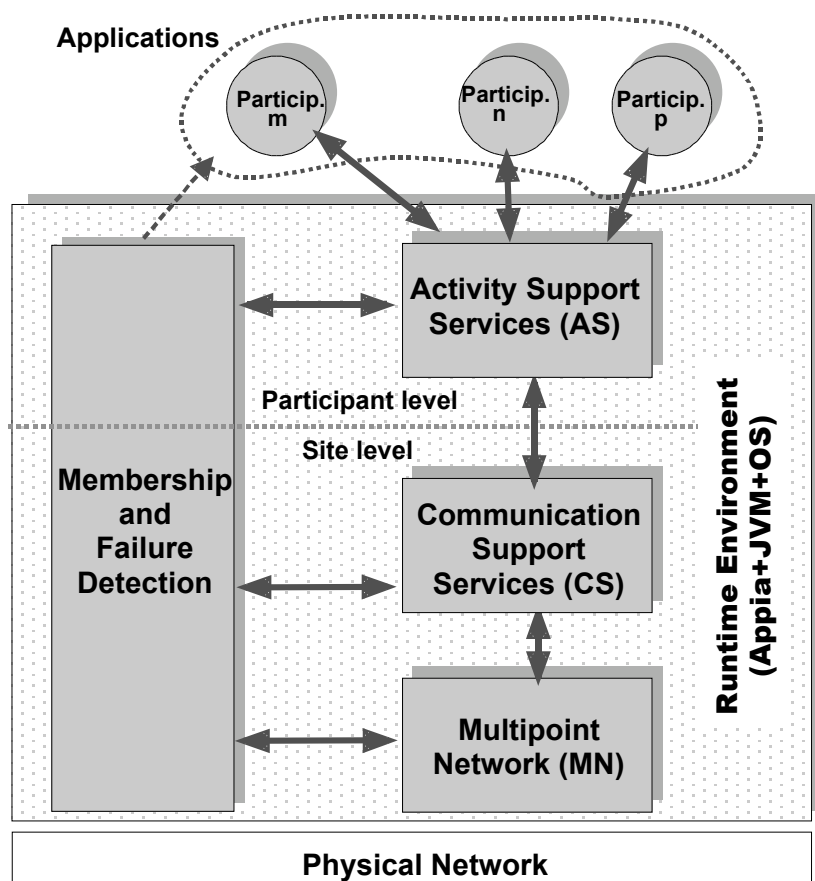 Applications
Particip.
m
Particip.
n
Particip.
p
Activity Support
Services (AS)
Participant level
Site level
Membership
and
Failure
Detection
Communication
Support
Services (CS)
Multipoint
Network (MN)
Runtime Environment
(Appia+JVM+OS)
Physical Network